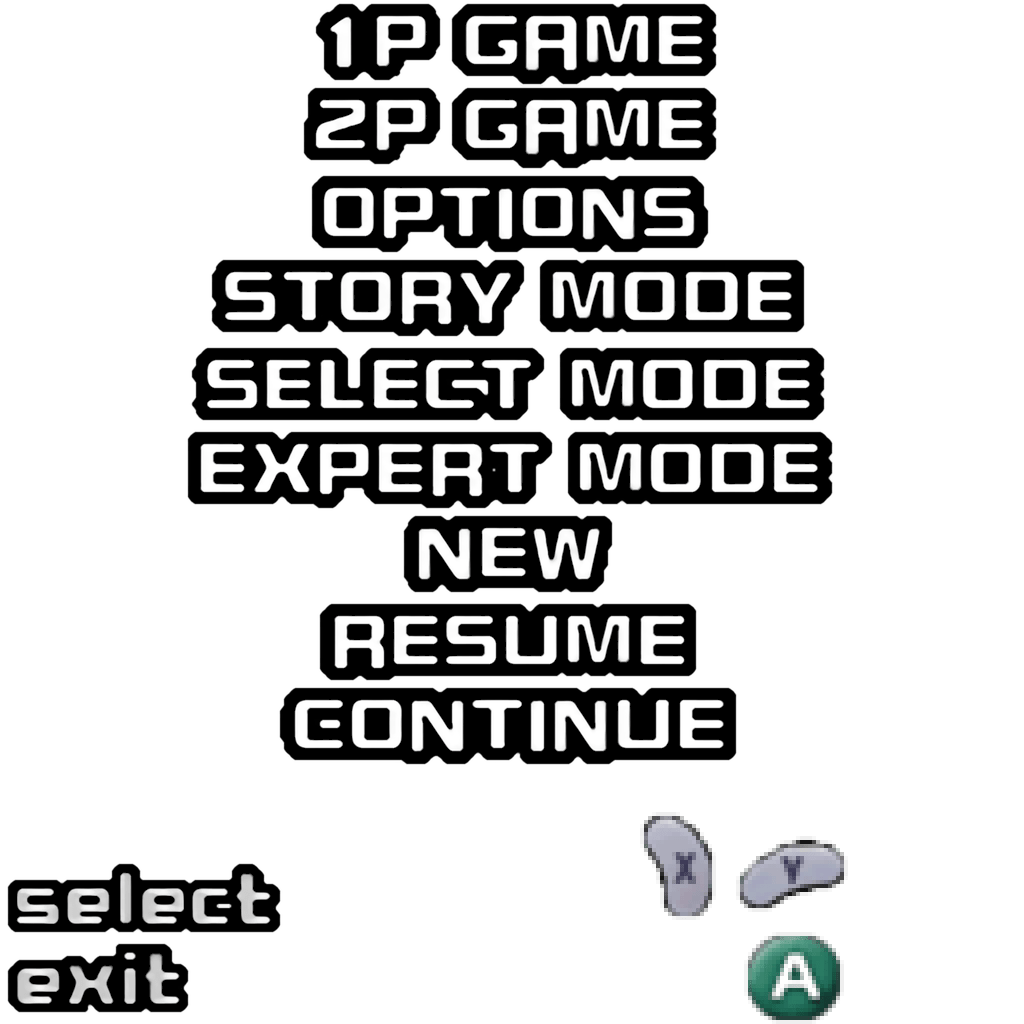 1P GAME
2P GAME
OPTIONS
STORY MODE
SELECT MODE
EXPERT MODE
NEW
RESUME
CONTINUE
X Y
select
exit
A